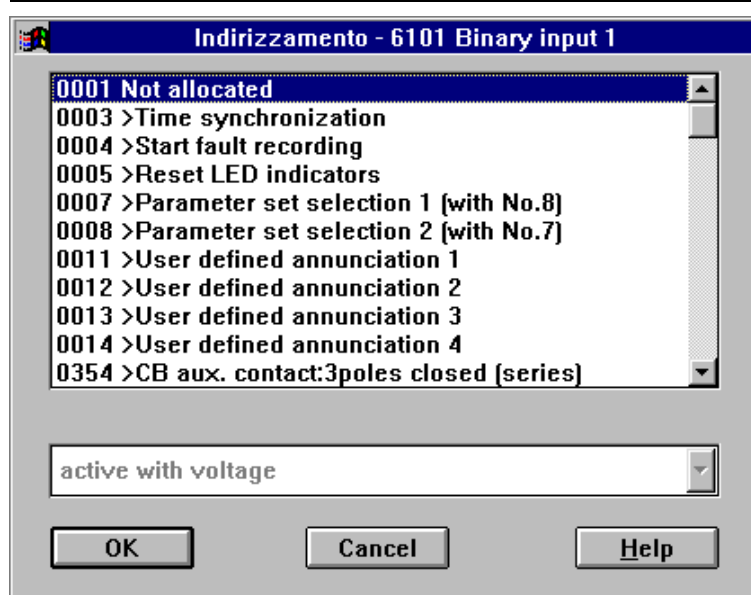 Indirizzamento - 6101 Binary input 1
0001 Not allocated
0003 >Time synchronization
0004 >Start fault recording
0005 >Reset LED indicators
0007 >Parameter set selection 1 (with No.8)
0008 >Parameter set selection 2 (with No.7)
0011 >User defined annunciation 1
0012 >User defined annunciation 2
0013 >User defined annunciation 3
0014 >User defined annunciation 4
0354 >CB aux. contact:3poles closed (series)
active with voltage
OK Cancel Help